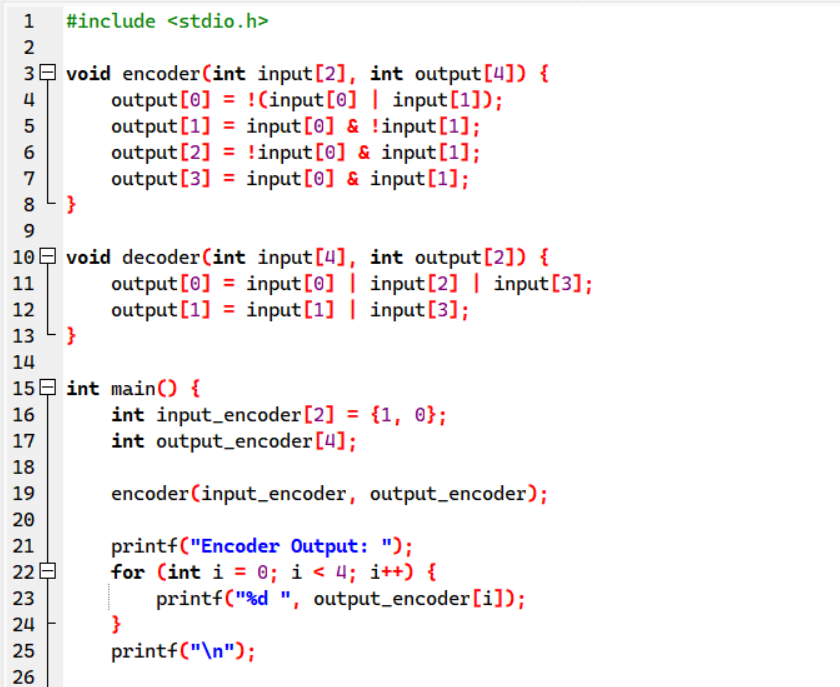 1 #include <stdio.h>
2
3 void encoder(int input[2], int output[4]) {
4     output[0] = !(input[0] | input[1]);
5     output[1] = input[0] & !input[1];
6     output[2] = !input[0] & input[1];
7     output[3] = input[0] & input[1];
8 }
9
10 void decoder(int input[4], int output[2]) {
11     output[0] = input[0] | input[2] | input[3];
12     output[1] = input[1] | input[3];
13 }
14
15 int main() {
16     int input_encoder[2] = {1, 0};
17     int output_encoder[4];
18
19     encoder(input_encoder, output_encoder);
20
21     printf("Encoder Output: ");
22     for (int i = 0; i < 4; i++) {
23         printf("%d ", output_encoder[i]);
24     }
25     printf("\n");
26